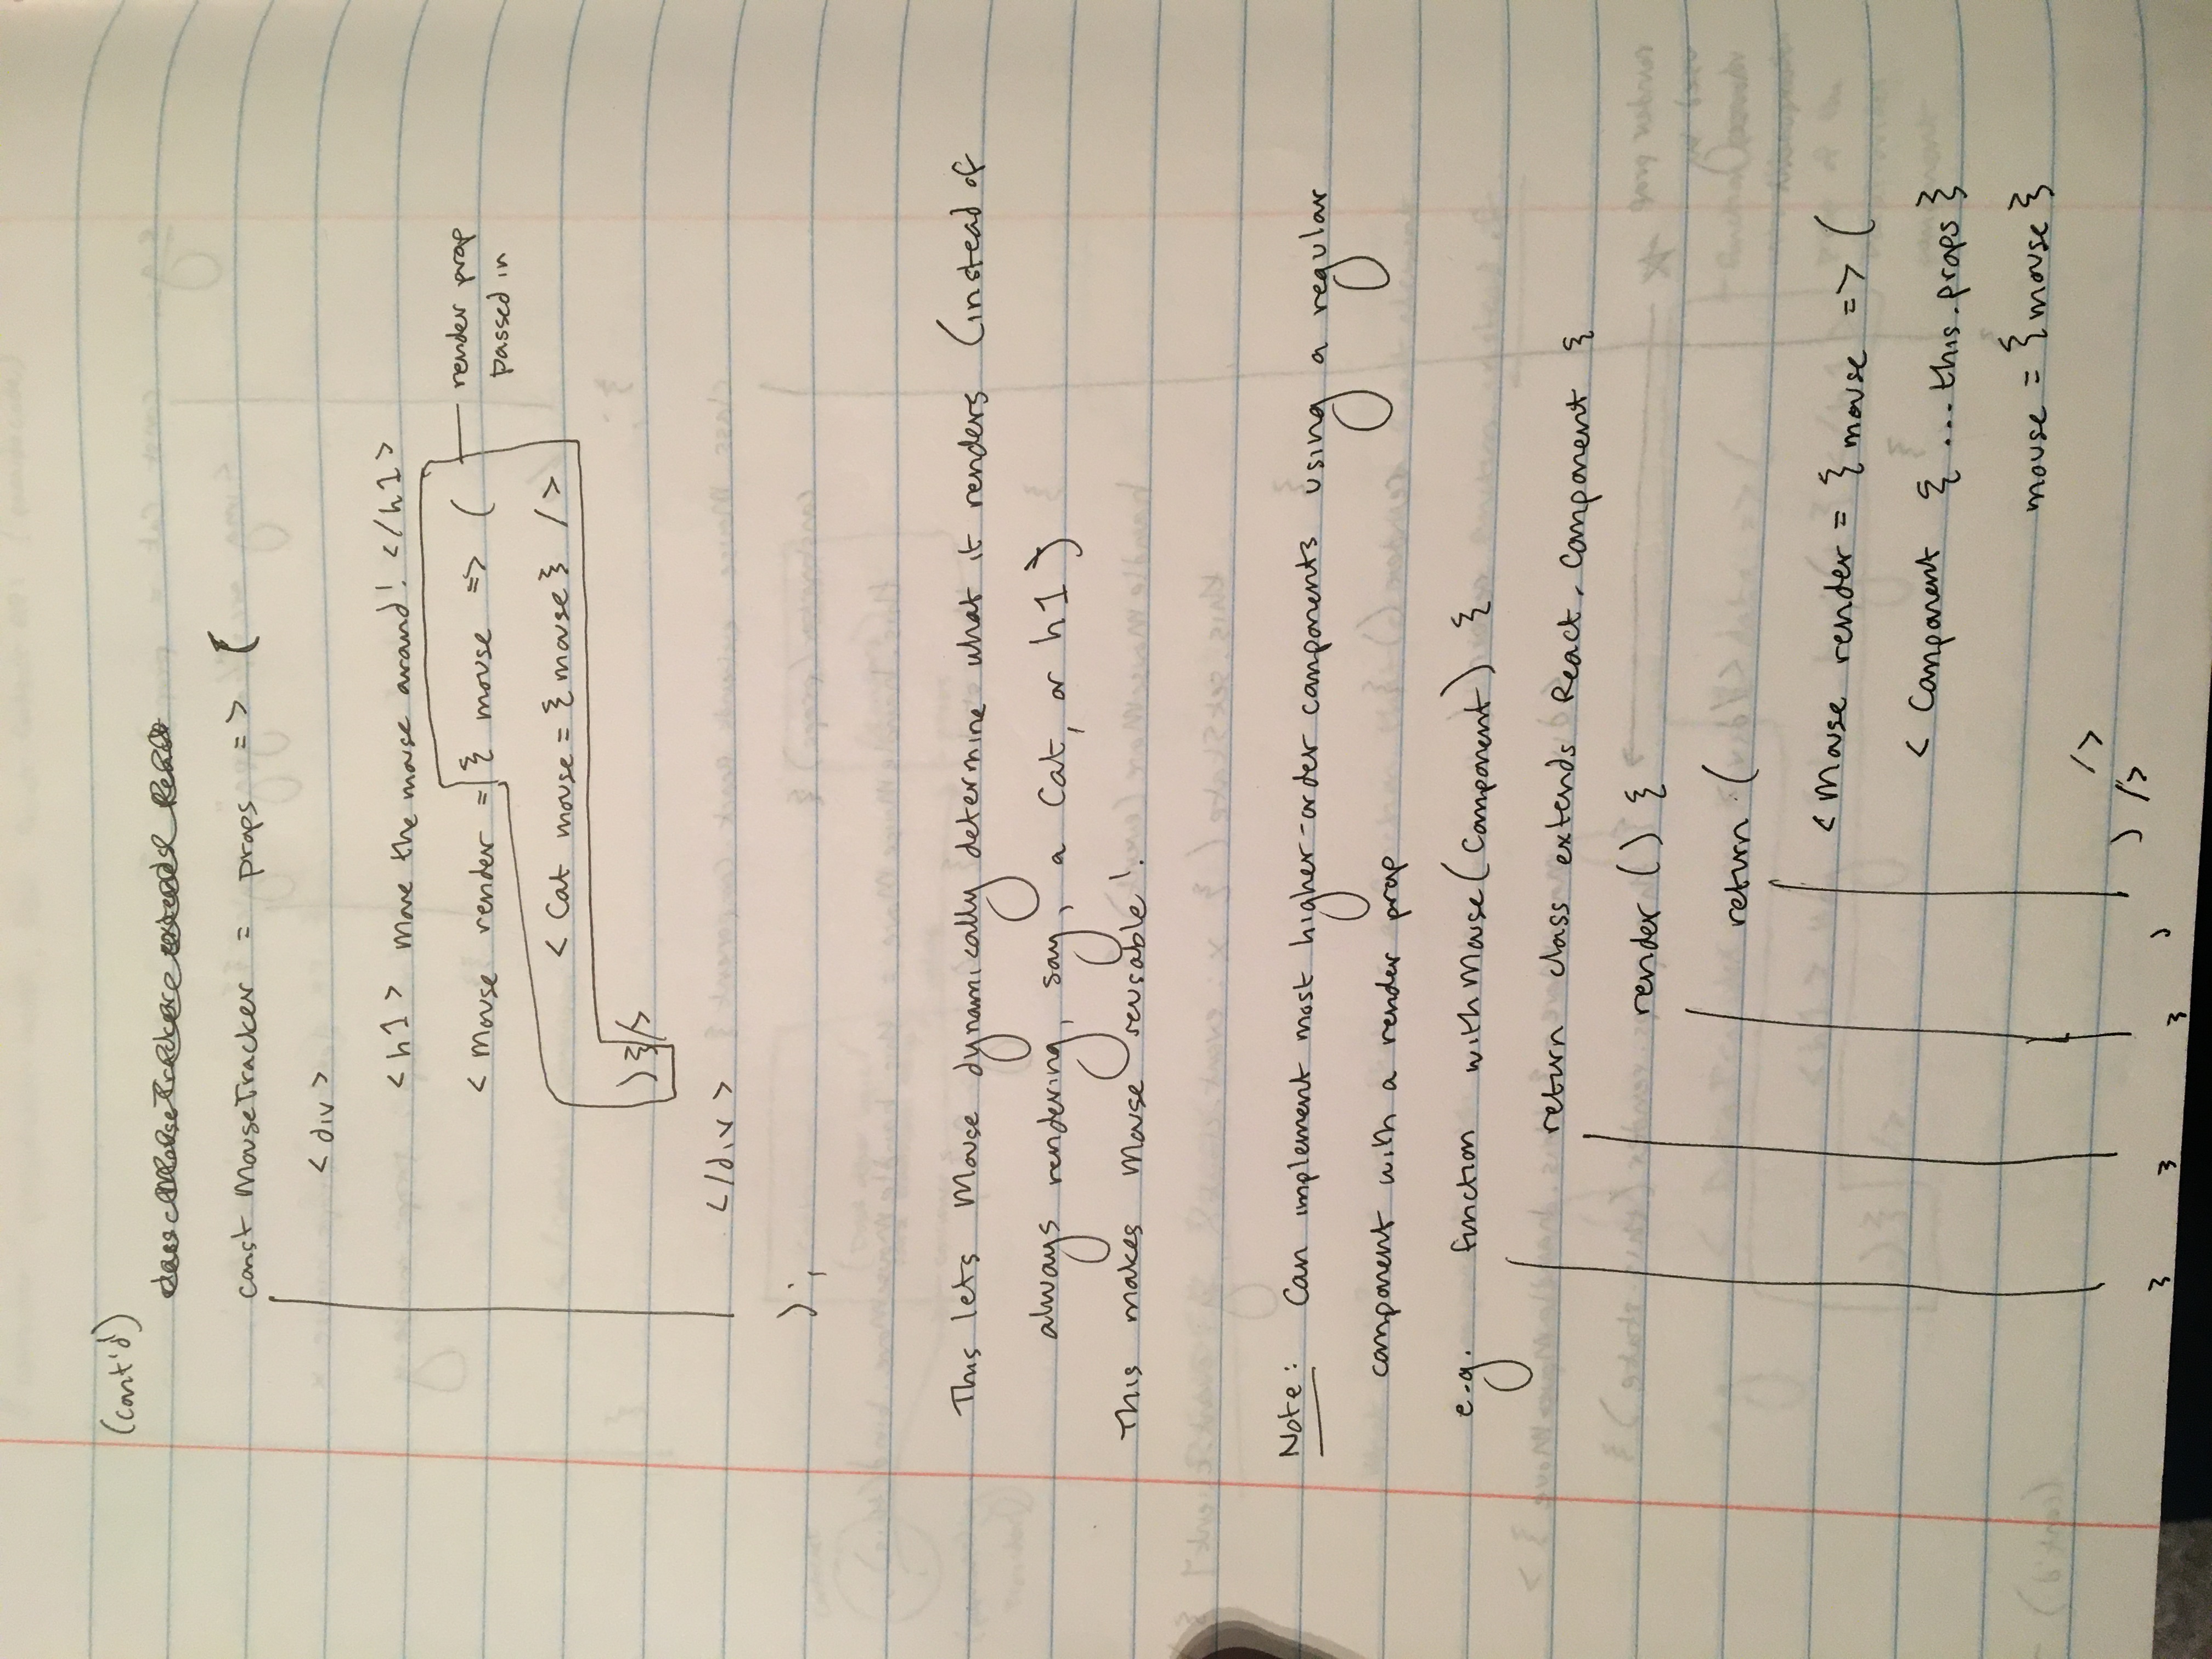 (cont'd)
const MouseTracker = props => (
<div>
<h1> Move the mouse around! </h1>
<Mouse render = { mouse => (
render prop
passed in
<Cat mouse = {mouse} />
)}/>
</div>
);
This lets Mouse dynamically determine what it renders (instead of
always rendering, say, a Cat, or h1)
This makes Mouse reusable!
Note: Can implement most higher-order components using a regular
component with a render prop
e.g. function withMouse(Component) {
return class extends React.Component {
render () {
return (
<Mouse render = {mouse => (
<Component {...this.props}
mouse = {mouse}
/>
) />
} } } )